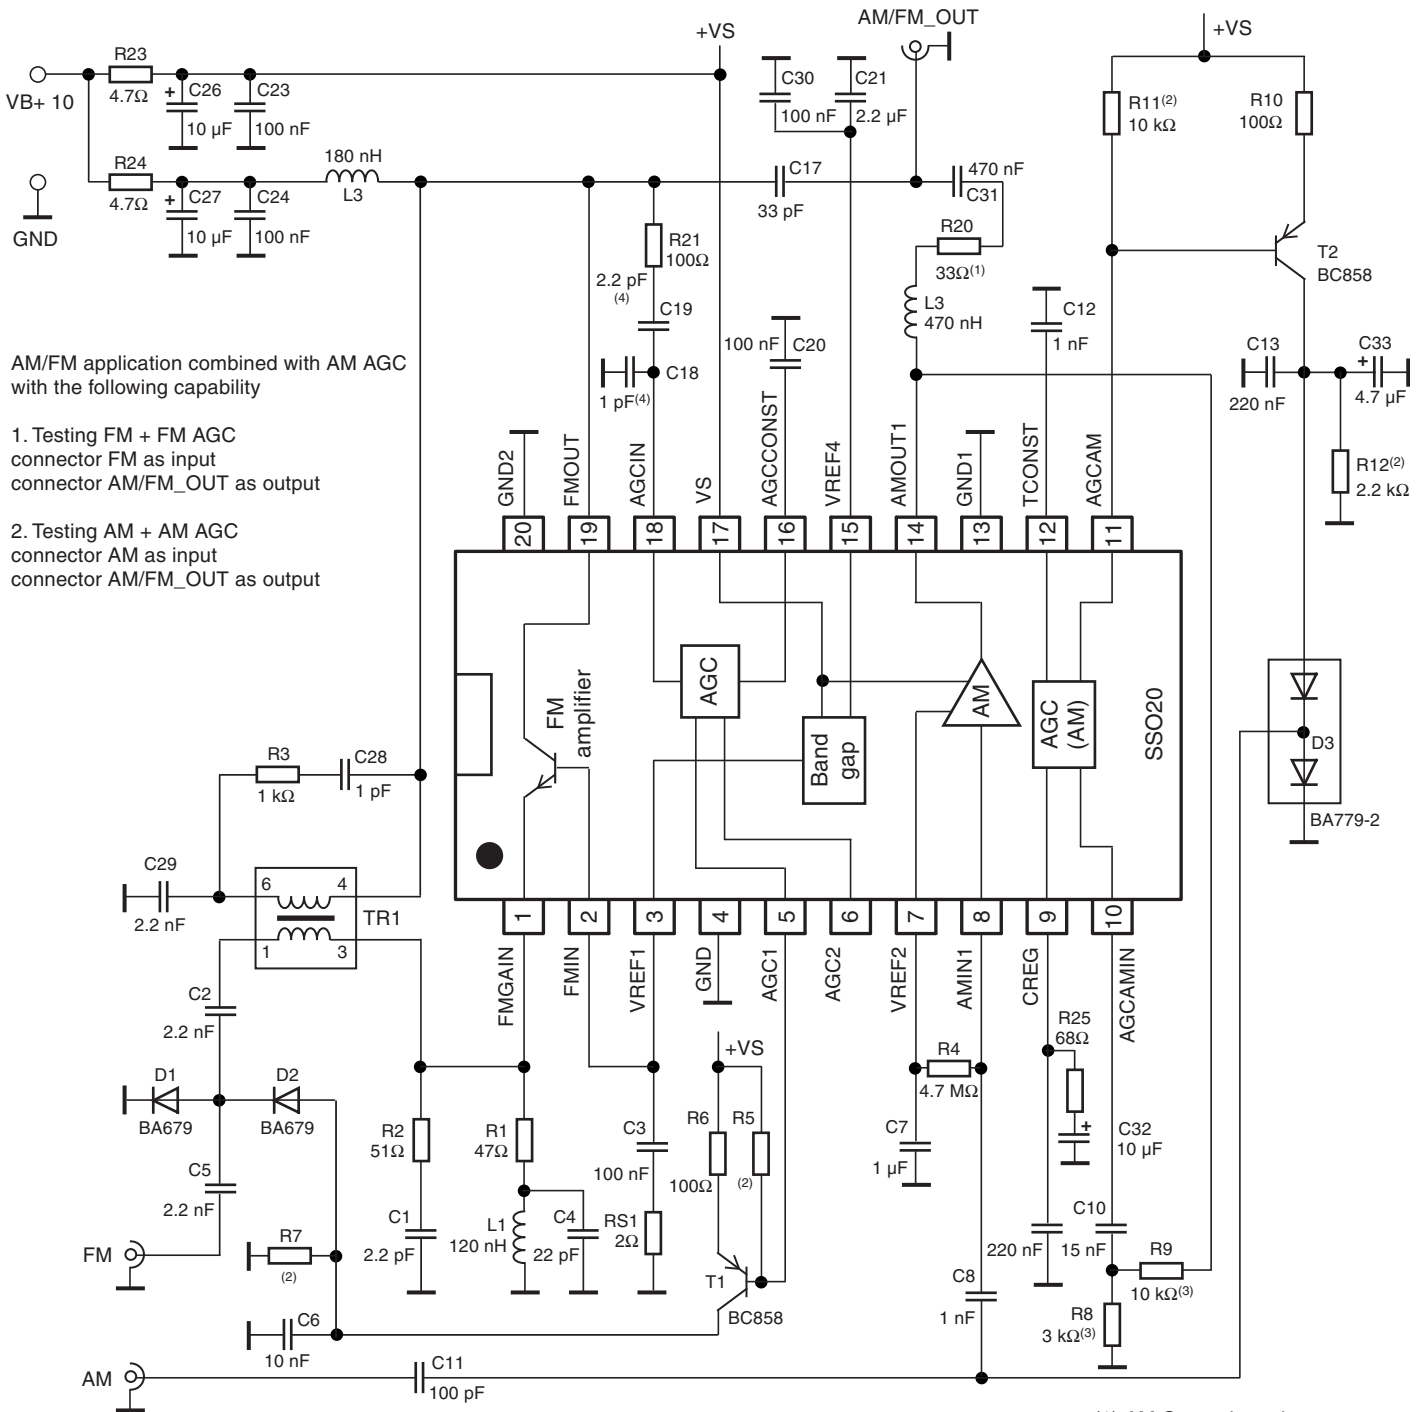 AM/FM_OUT
+VS
+VS
R23
4.7Ω
VB+ 10
+
C26
10 µF
C23
100 nF
C30
100 nF
C21
2.2 µF
R11(2)
10 kΩ
R10
100Ω
R24
4.7Ω
+
C27
10 µF
C24
100 nF
180 nH
L3
C17
33 pF
470 nF
C31
GND
R21
100Ω
R20
33Ω(1)
T2
BC858
2.2 pF
(4)
C19
L3
470 nH
C12
1 nF
100 nF
C20
C18
1 pF(4)
C13
220 nF
C33
+
4.7 µF
R12(2)
2.2 kΩ
AM/FM application combined with AM AGC
with the following capability
1. Testing FM + FM AGC
connector FM as input
connector AM/FM_OUT as output
2. Testing AM + AM AGC
connector AM as input
connector AM/FM_OUT as output
GND2
FMOUT
AGCIN
VS
AGCCONST
VREF4
AMOUT1
GND1
TCONST
AGCAM
20
19
18
17
16
15
14
13
12
11
FM
amplifier
AGC
Band
gap
AM
AGC
(AM)
SSO20
D3
BA779-2
R3
1 kΩ
C28
1 pF
C29
2.2 nF
6
4
1
3
TR1
1
2
3
4
5
6
7
8
9
10
FMGAIN
FMIN
VREF1
GND
AGC1
AGC2
VREF2
AMIN1
CREG
AGCAMIN
C2
2.2 nF
D1
BA679
D2
BA679
C5
2.2 nF
FM
R7
(2)
C6
10 nF
R2
51Ω
C1
2.2 pF
R1
47Ω
L1
120 nH
C4
22 pF
C3
100 nF
RS1
2Ω
+VS
R6
100Ω
R5
(2)
T1
BC858
R4
4.7 MΩ
C7
1 µF
R25
68Ω
+
C32
10 µF
220 nF
C10
15 nF
R9
10 kΩ(3)
R8
3 kΩ(3)
C8
1 nF
AM
C11
100 pF